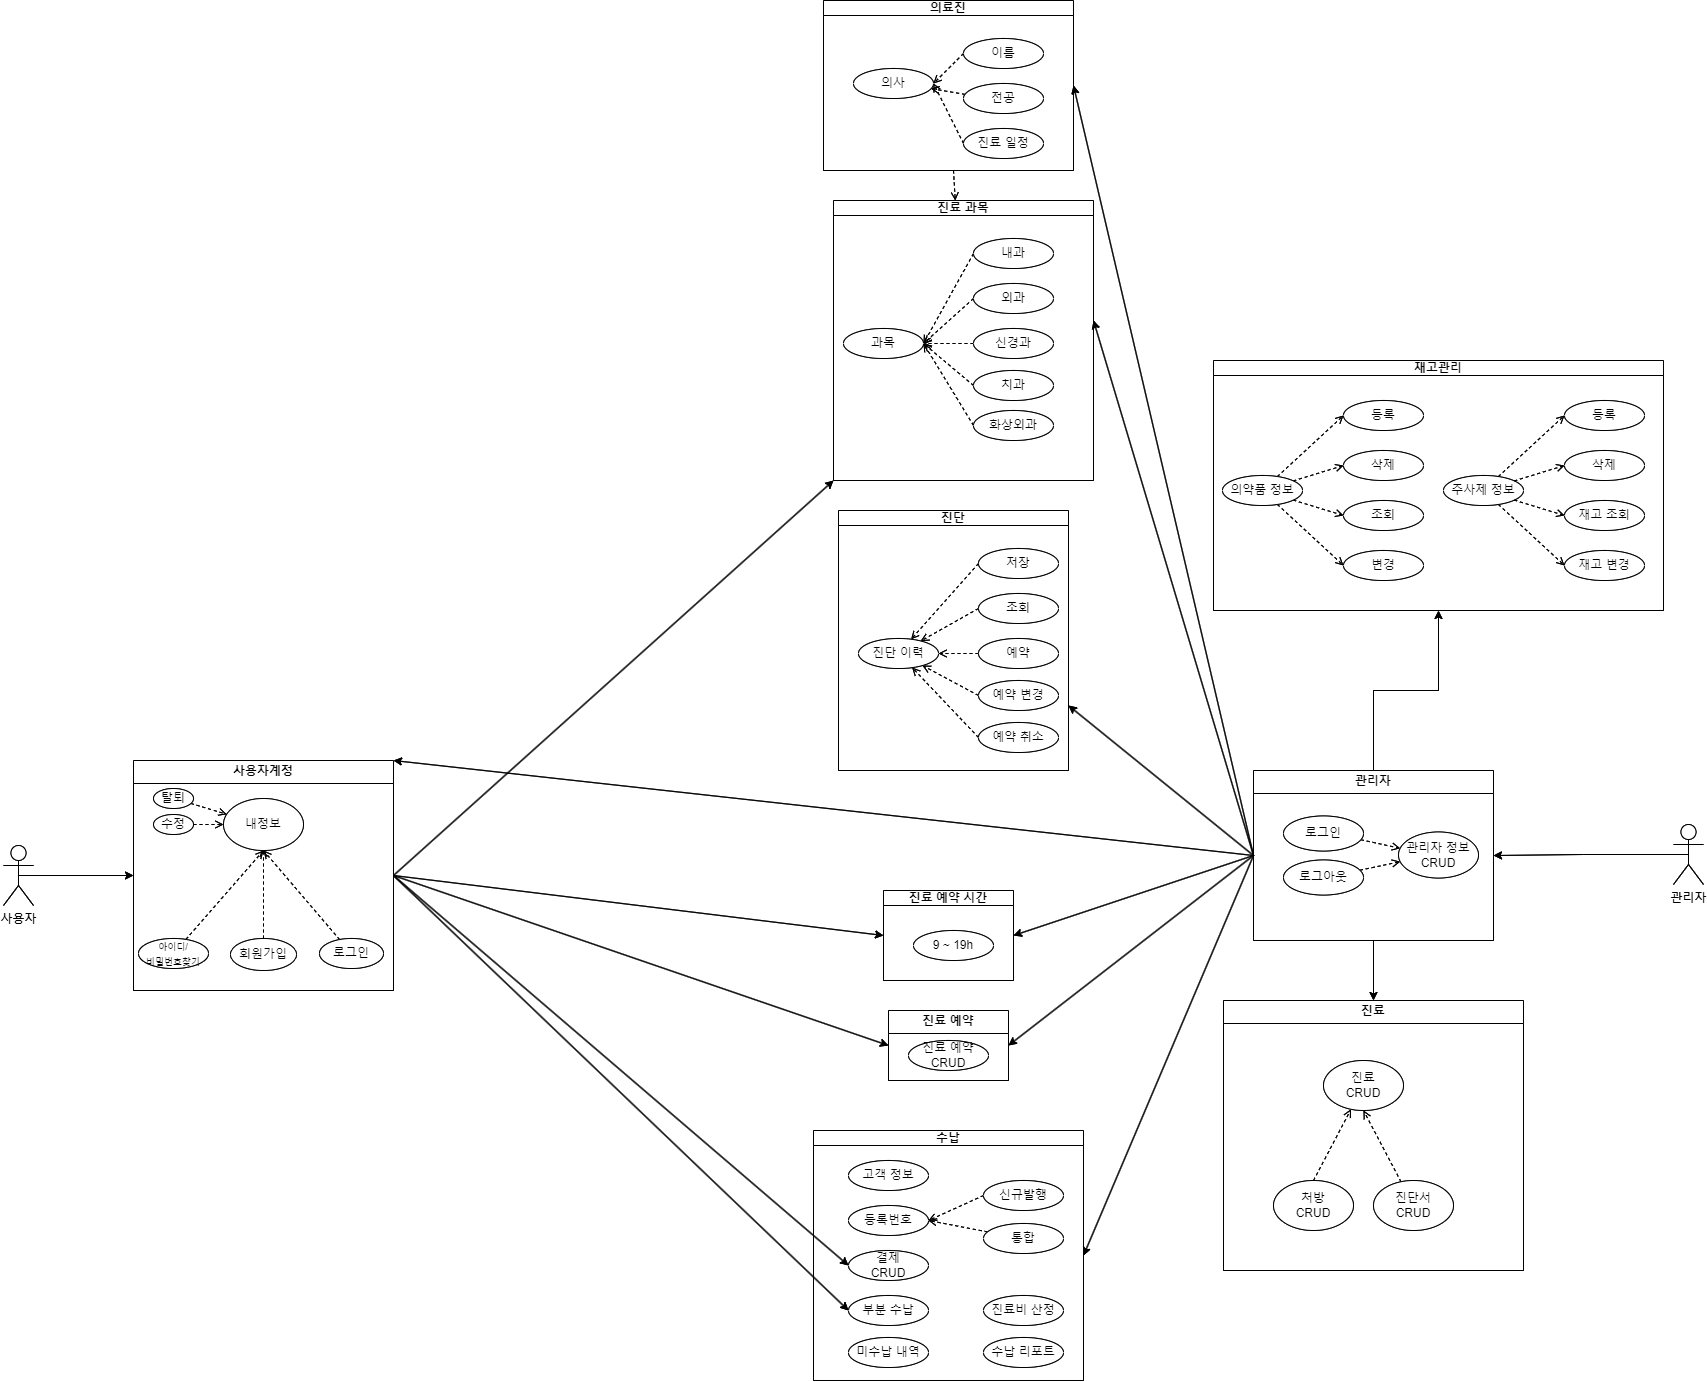 의료진
의사
이름
전공
진료 일정
진료 과목
과목
내과
외과
신경과
치과
화상외과
진단
진단 이력
저장
조회
예약
예약 변경
예약 취소
재고관리
의약품 정보
등록
삭제
조회
변경
주사제 정보
등록
삭제
재고 조회
재고 변경
사용자
사용자계정
탈퇴
수정
내정보
아이디/
비밀번호찾기
회원가입
로그인
관리자
로그인
로그아웃
관리자 정보
CRUD
관리자
진료 예약 시간
9 ~ 19h
진료 예약
진료 예약
CRUD
진료
진료
CRUD
처방
CRUD
진단서
CRUD
수납
고객 정보
등록번호
신규발행
통합
결제
CRUD
부분 수납
진료비 산정
미수납 내역
수납 리포트